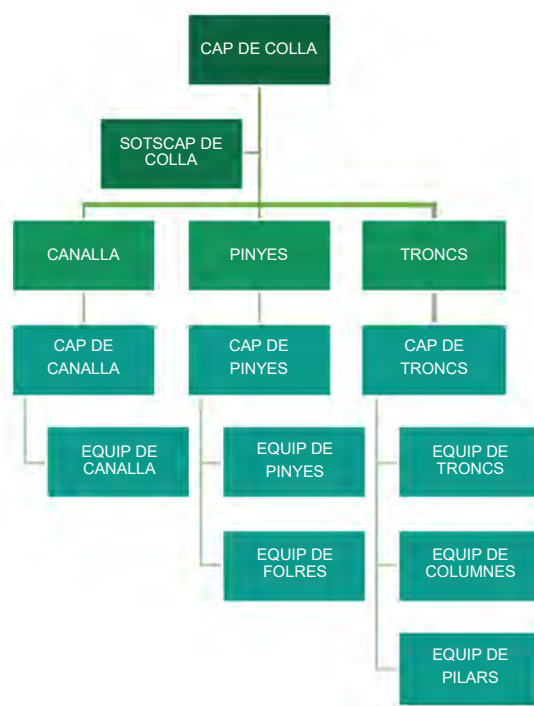 CAP DE COLLA
SOTSCAP DE
COLLA
CANALLA
PINYES
TRONCS
CAP DE
CANALLA
CAP DE
PINYES
CAP DE
TRONCS
EQUIP DE
CANALLA
EQUIP DE
PINYES
EQUIP DE
TRONCS
EQUIP DE
FOLRES
EQUIP DE
COLUMNES
EQUIP DE
PILARS